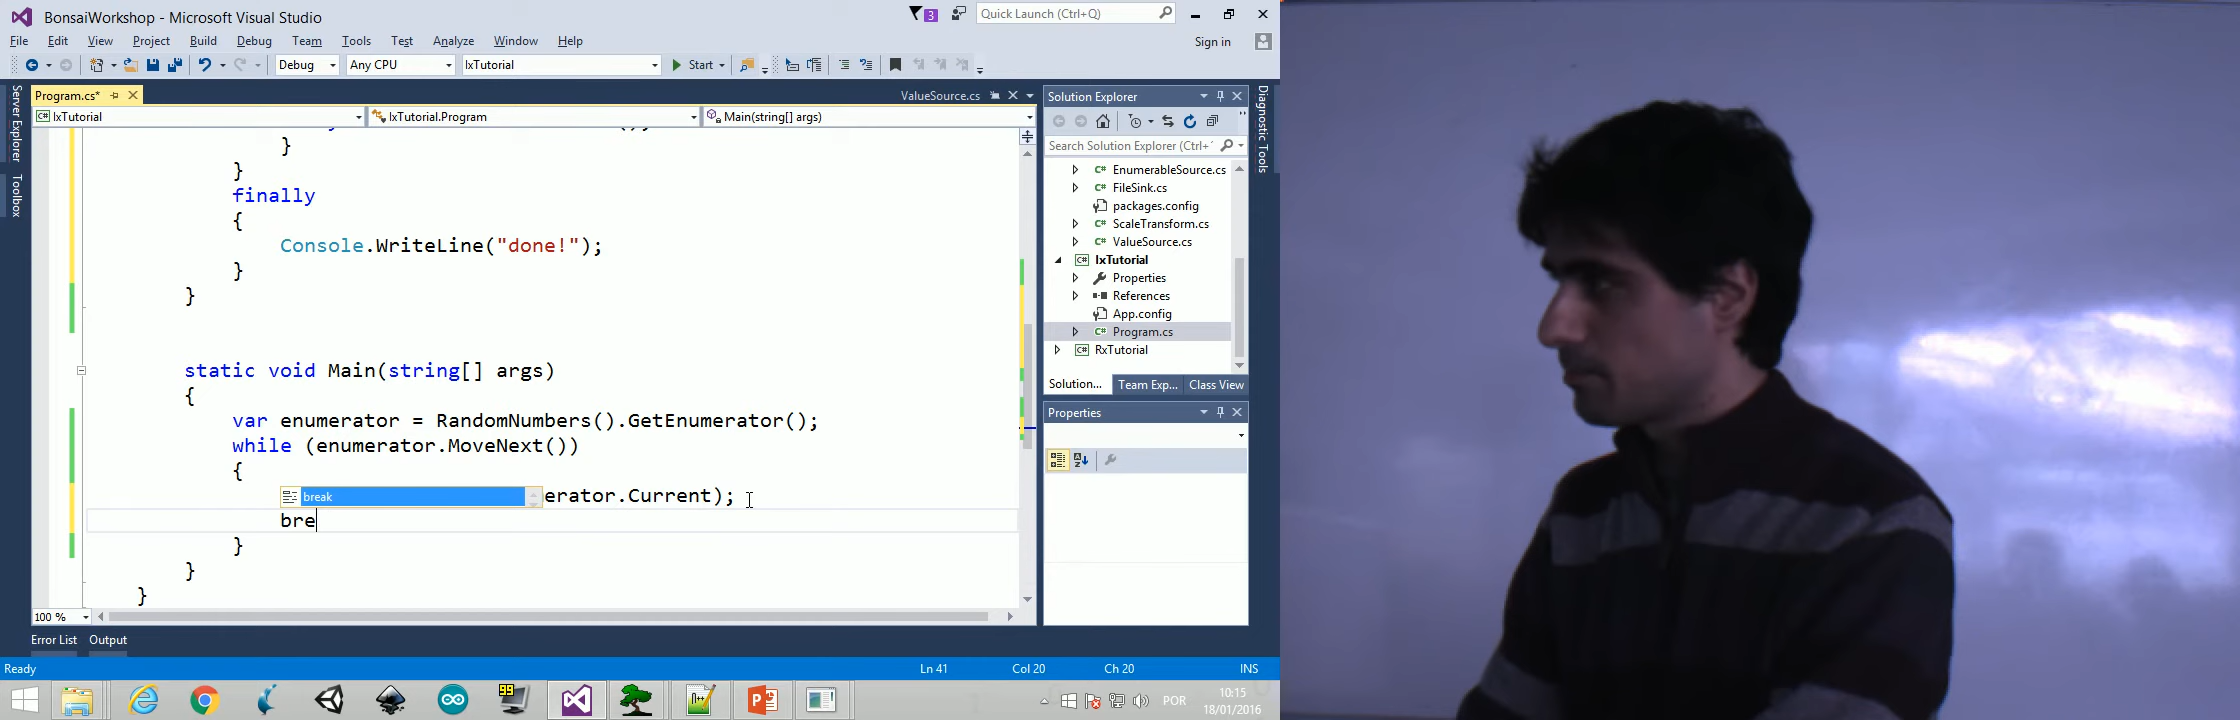 BonsaiWorkshop - Microsoft Visual Studio
3
Quick Launch (Ctrl+Q)
File Edit View Project Build Debug Team Tools Test Analyze Window Help
Sign in
Debug Any CPU IxTutorial Start
Server Explorer
Toolbox
Program.cs*
ValueSource.cs
IxTutorial
IxTutorial.Program
Main(string[] args)
}
}
finally
{
Console.WriteLine("done!");
}
}
static void Main(string[] args)
{
var enumerator = RandomNumbers().GetEnumerator();
while (enumerator.MoveNext())
{
erator.Current);
break
bre
}
}
}
100 %
Solution Explorer
Search Solution Explorer (Ctrl+
EnumerableSource.cs
FileSink.cs
packages.config
ScaleTransform.cs
ValueSource.cs
IxTutorial
Properties
References
App.config
Program.cs
RxTutorial
Solution... Team Exp... Class View
Properties
Diagnostic Tools
Error List Output
Ready
Ln 41 Col 20 Ch 20 INS
99
POR
10:15
18/01/2016